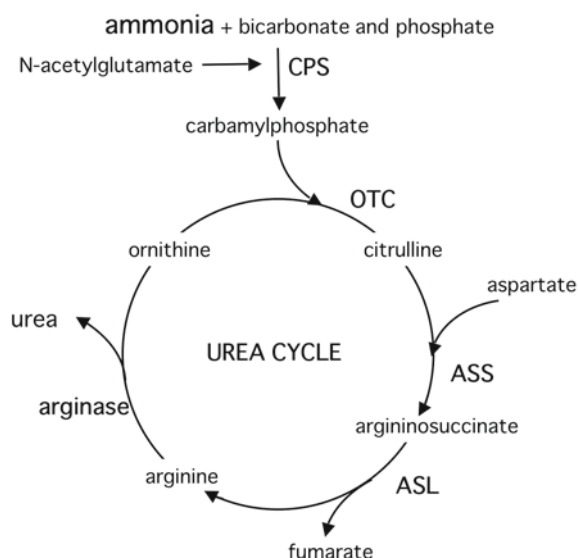 ammonia + bicarbonate and phosphate
N-acetylglutamate
CPS
carbamylphosphate
OTC
ornithine
citrulline
aspartate
urea
UREA CYCLE
ASS
arginase
argininosuccinate
arginine
ASL
fumarate